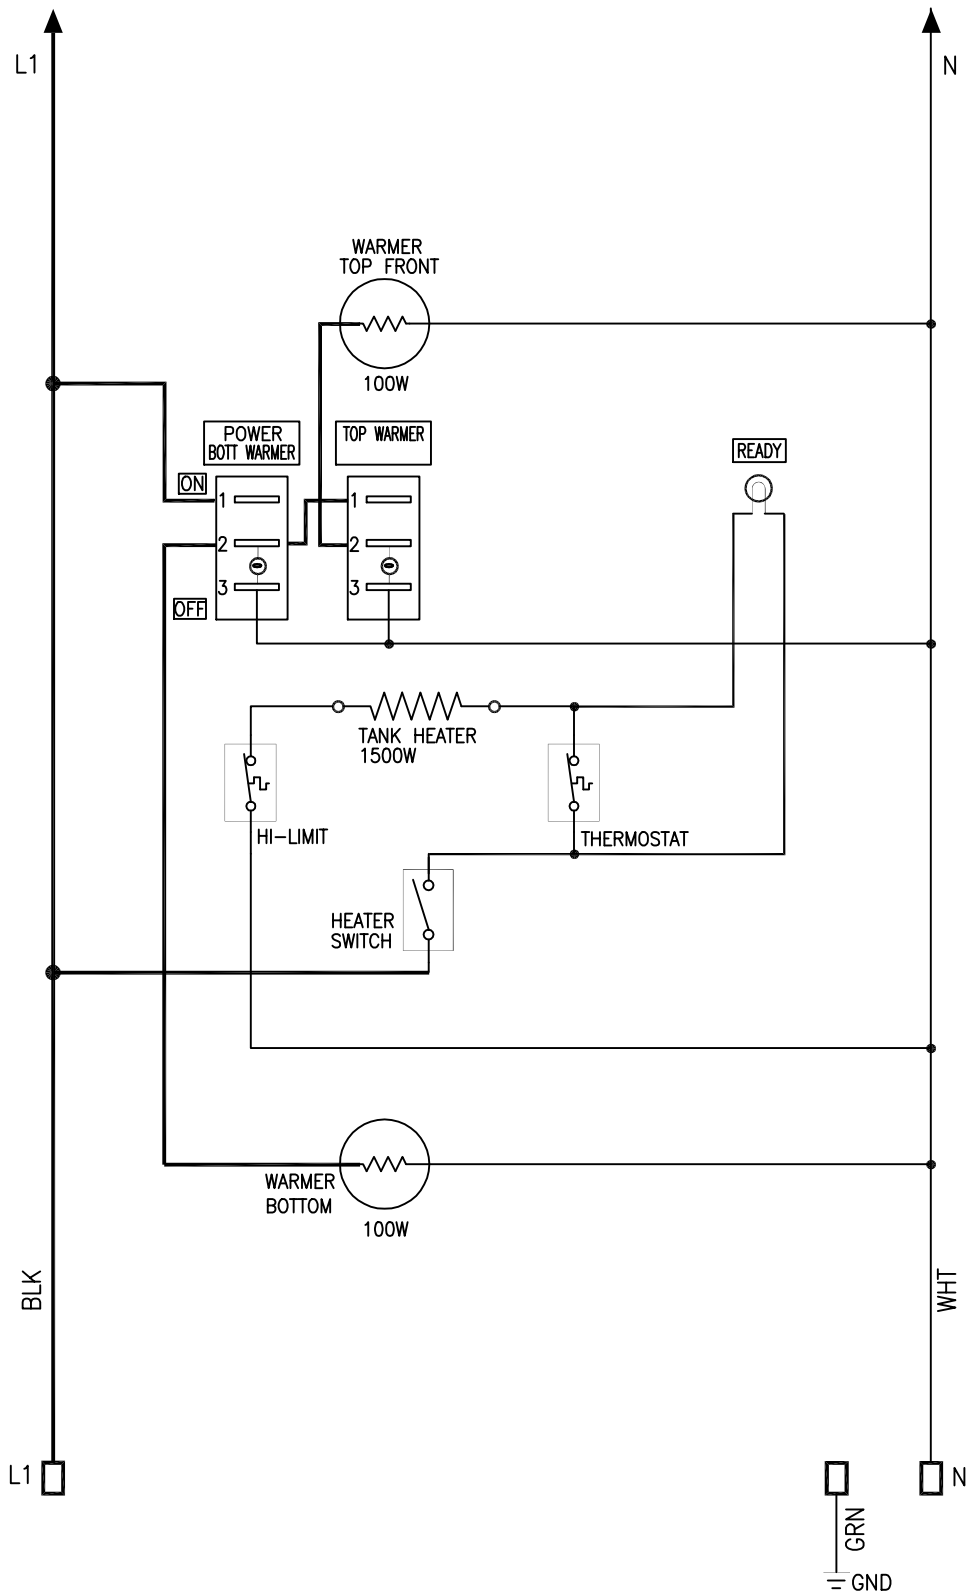 L1
N
WARMER
TOP FRONT
100W
POWER
BOTT WARMER
TOP WARMER
READY
ON
1
1
2
2
3
3
OFF
TANK HEATER
1500W
HI-LIMIT
THERMOSTAT
HEATER
SWITCH
WARMER
BOTTOM
100W
BLK
WHT
L1
N
GRN
GND